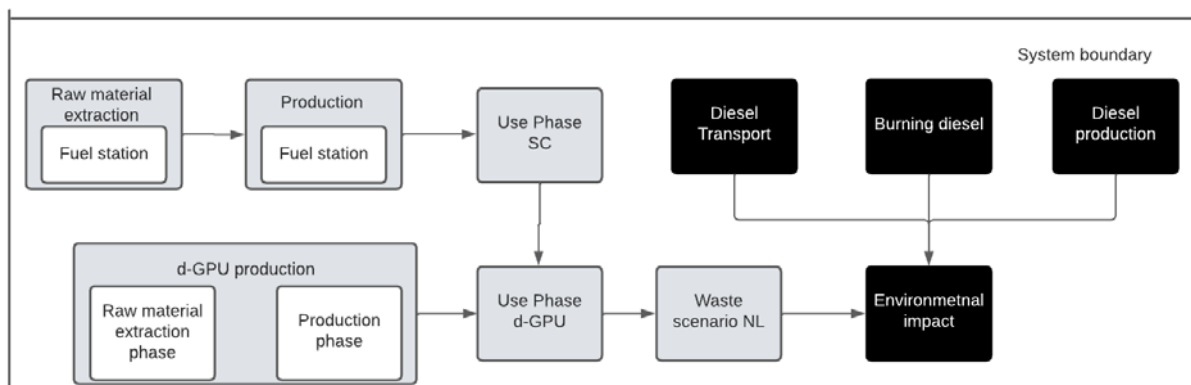 System boundary
Raw material
extraction
Fuel station
Production
Fuel station
Use Phase
SC
Diesel
Transport
Burning diesel
Diesel
production
d-GPU production
Raw material
extraction
phase
Production
phase
Use Phase
d-GPU
Waste
scenario NL
Environmetnal
impact